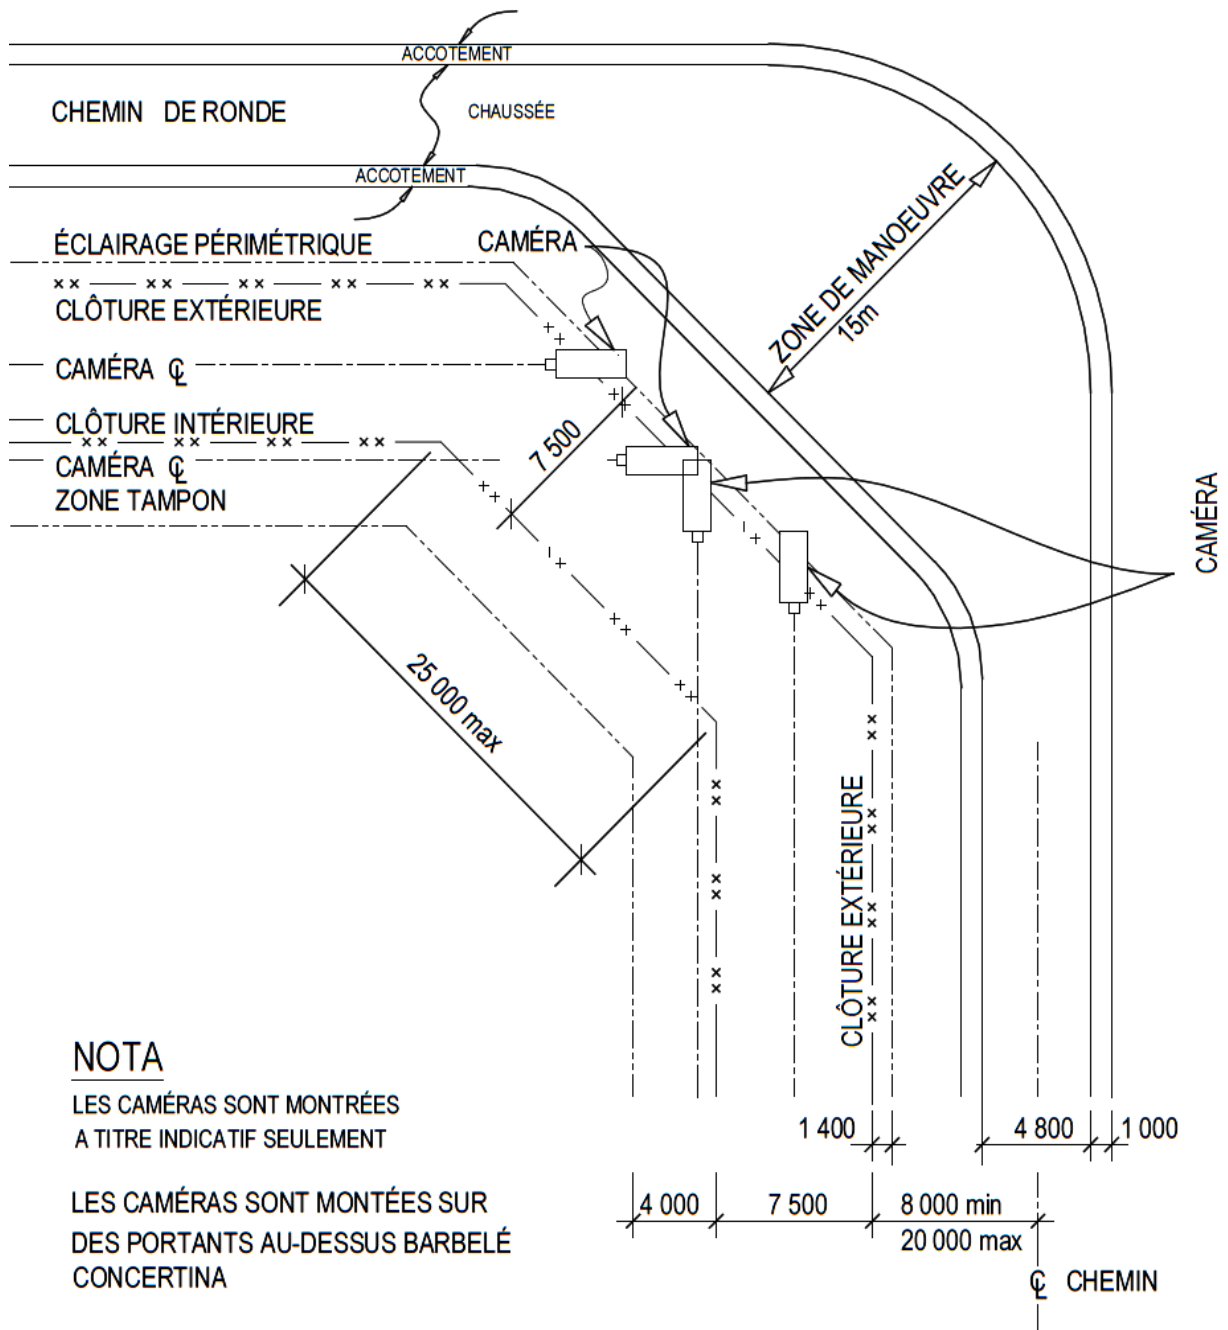 ACCOTEMENT
CHEMIN DE RONDE
CHAUSSÉE
ACCOTEMENT
ZONE DE MANOEUVRE
15m
ÉCLAIRAGE PÉRIMÉTRIQUE
CAMÉRA
CLÔTURE EXTÉRIEURE
CAMÉRA ℄
CLÔTURE INTÉRIEURE
CAMÉRA ℄
ZONE TAMPON
7 500
CAMÉRA
25 000 max
CLÔTURE EXTÉRIEURE
NOTA
LES CAMÉRAS SONT MONTRÉES
A TITRE INDICATIF SEULEMENT
LES CAMÉRAS SONT MONTÉES SUR
DES PORTANTS AU-DESSUS BARBELÉ
CONCERTINA
1 400
4 800
1 000
4 000
7 500
8 000 min
20 000 max
℄ CHEMIN